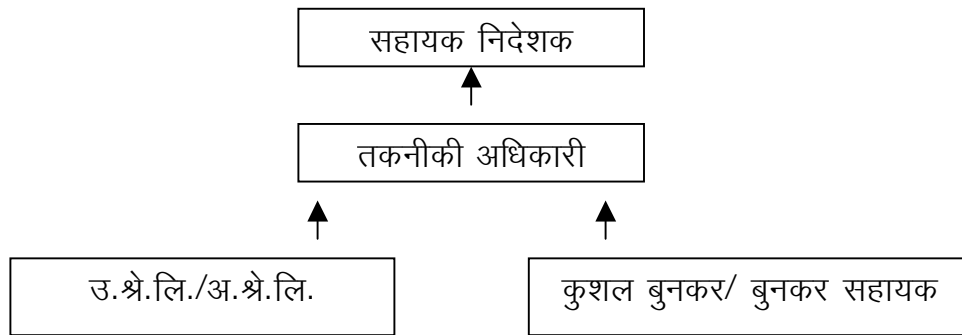 सहायक निदेशक
तकनीकी अधिकारी
उ.श्रे.लि./अ.श्रे.लि.
कुशल बुनकर/ बुनकर सहायक